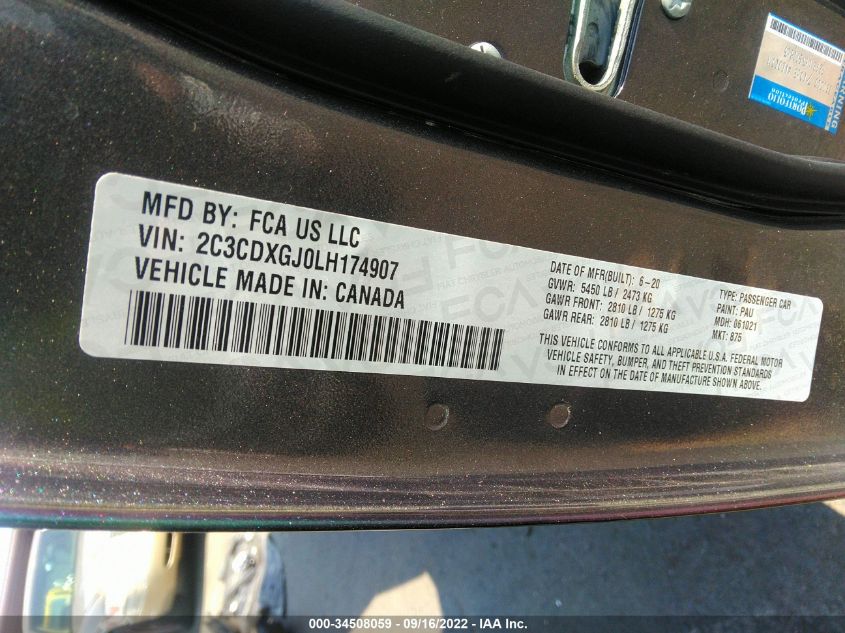 MFD BY: FCA US LLC
VIN: 2C3CDXGJ0LH174907
VEHICLE MADE IN: CANADA
DATE OF MFR(BUILT): 6-20
GVWR: 5450 LB / 2473 KG
GAWR FRONT: 2810 LB / 1275 KG
GAWR REAR: 2810 LB / 1275 KG
TYPE: PASSENGER CAR
PAINT: PAU
MDH: 061021
MKT: 875
THIS VEHICLE CONFORMS TO ALL APPLICABLE U.S.A. FEDERAL MOTOR
VEHICLE SAFETY, BUMPER, AND THEFT PREVENTION STANDARDS
IN EFFECT ON THE DATE OF MANUFACTURE SHOWN ABOVE.
WARNING
PORTFOLIO
Protection
000-34508059 - 09/16/2022 - IAA Inc.